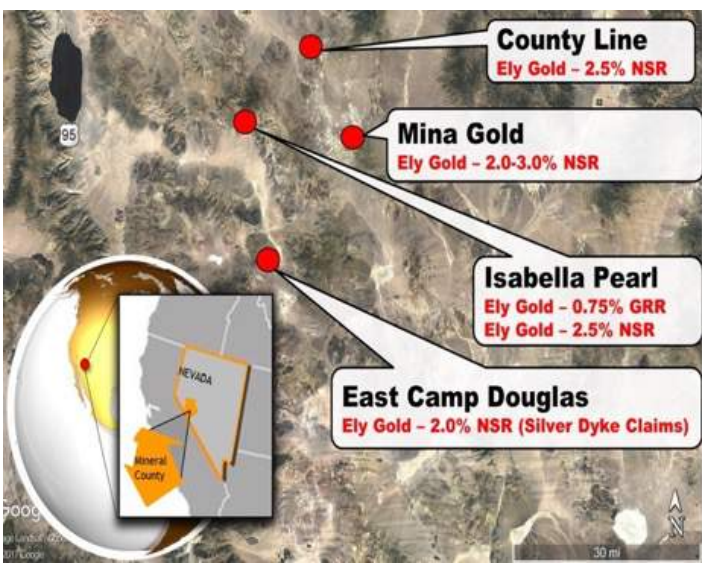 County Line
Ely Gold – 2.5% NSR
95
Mina Gold
Ely Gold – 2.0-3.0% NSR
Isabella Pearl
Ely Gold – 0.75% GRR
Ely Gold – 2.5% NSR
East Camp Douglas
Ely Gold – 2.0% NSR (Silver Dyke Claims)
NEVADA
Mineral
County
Goog
N
30 mi